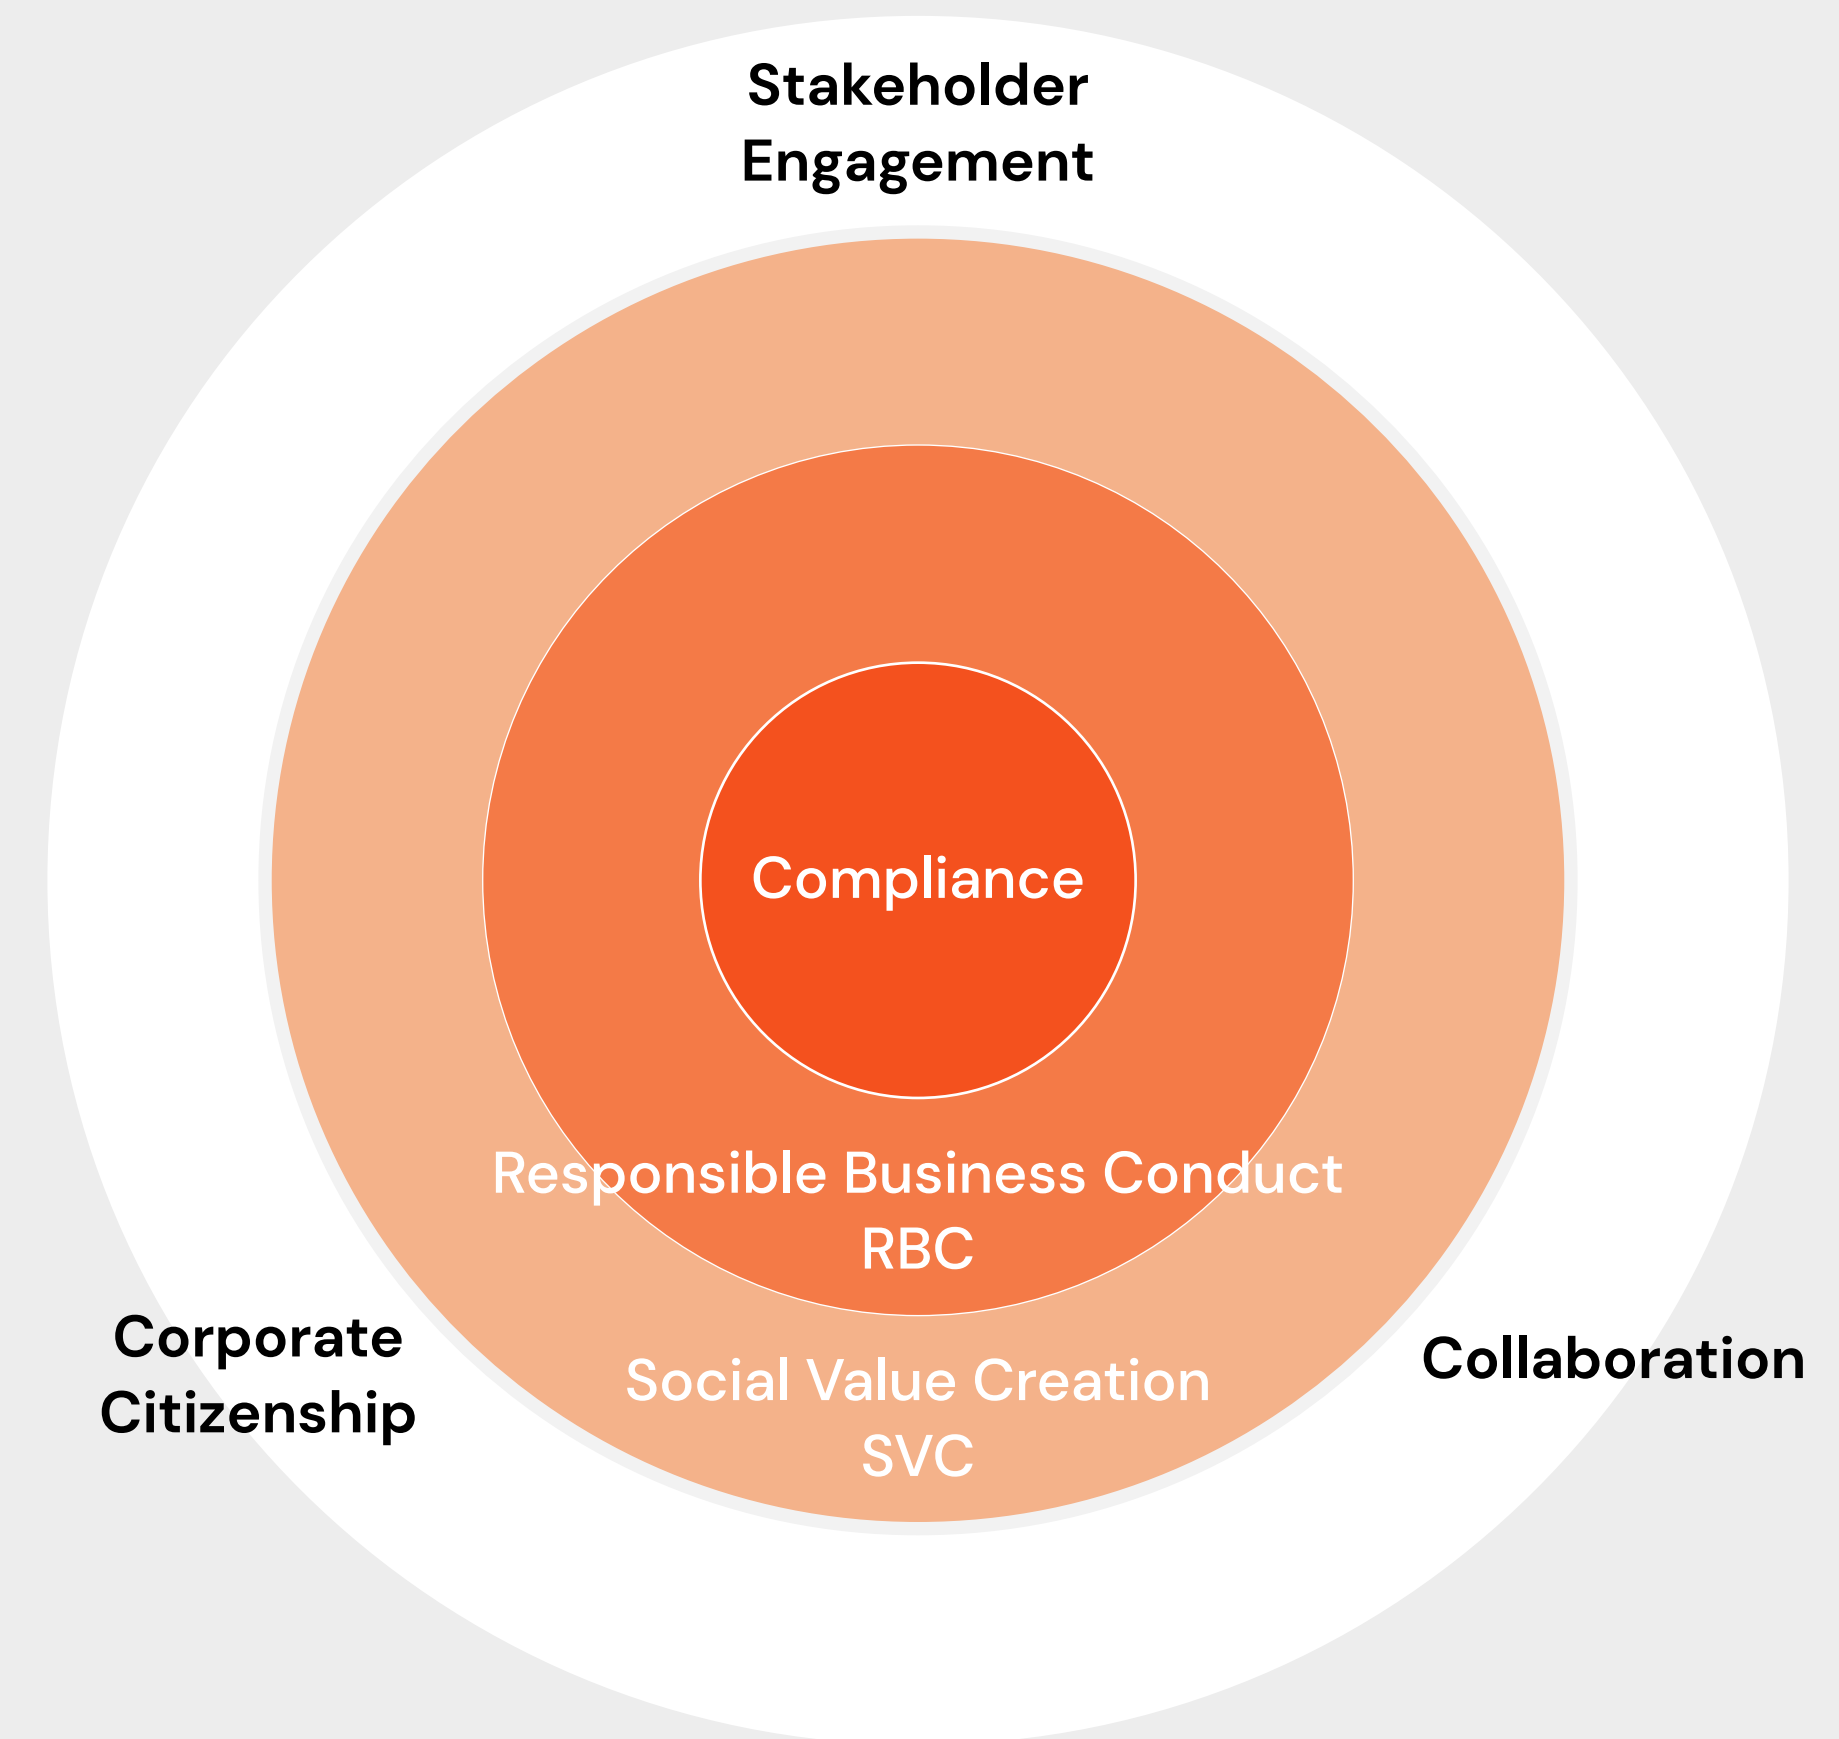 Stakeholder
Engagement
Compliance
Responsible Business Conduct
RBC
Corporate
Citizenship
Collaboration
Social Value Creation
SVC